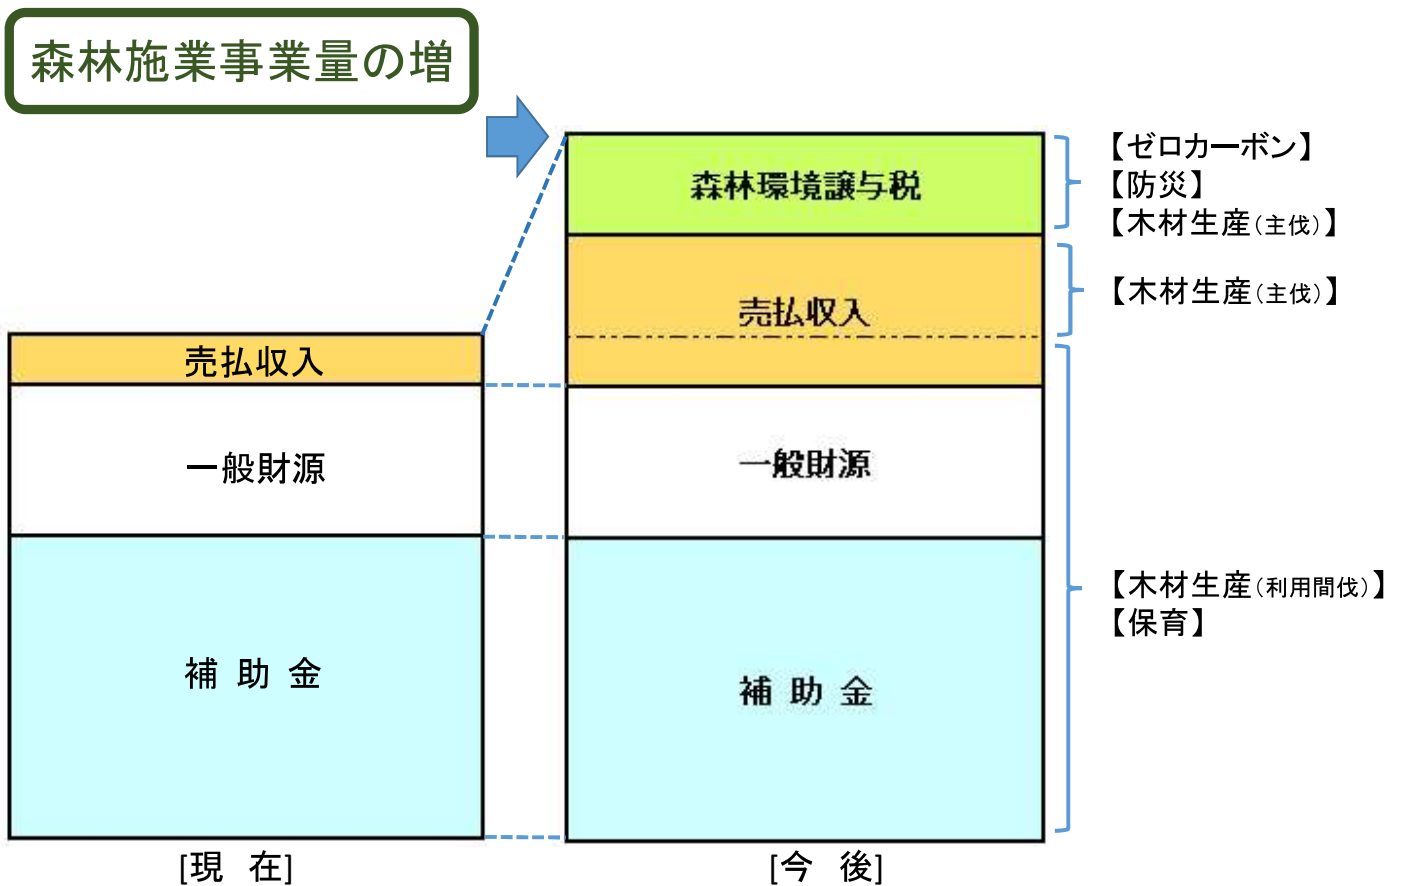 森林施業事業量の増
森林環境譲与税
売払収入
一般財源
補 助 金
[今　後]
売払収入
一般財源
補 助 金
[現　在]
【ゼロカーボン】
【防災】
【木材生産（主伐）】
【木材生産（主伐）】
【木材生産（利用間伐）】
【保育】